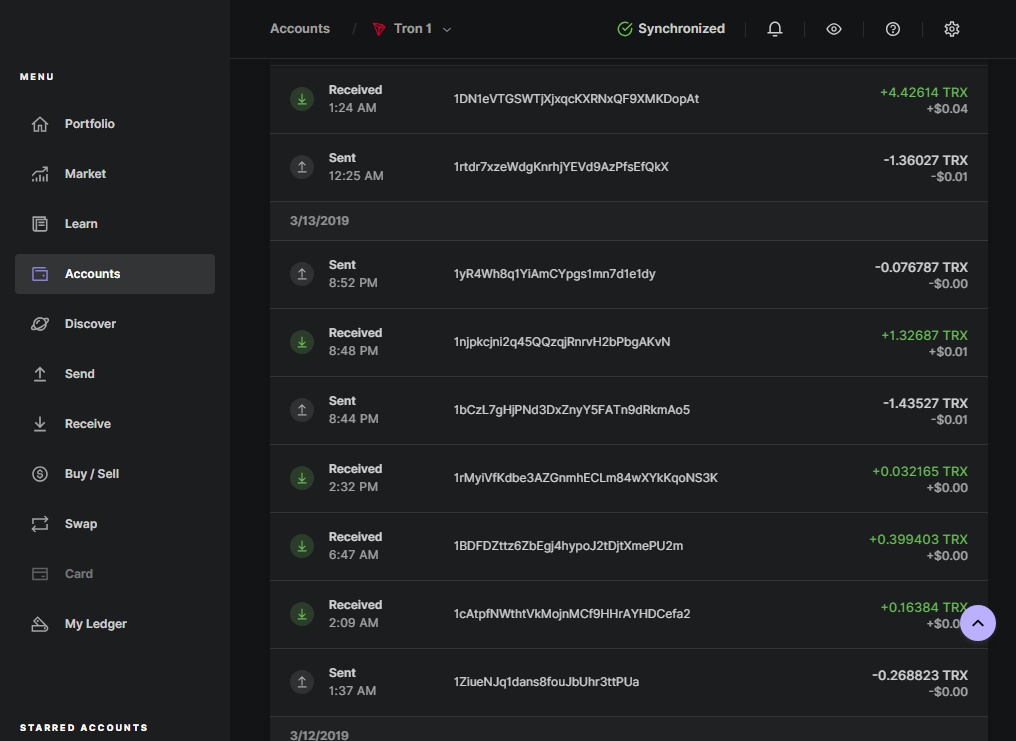 Accounts / Tron 1 Synchronized
MENU
Portfolio
Market
Learn
Accounts
Discover
Send
Receive
Buy / Sell
Swap
Card
My Ledger
STARRED ACCOUNTS
Received 1DN1eVTGSWTjXjxqcKXRNxQF9XMKDopAt +4.42614 TRX
1:24 AM +$0.04
Sent 1rtdr7xzeWdgKnrhjYEVd9AzPfsEfQkX -1.36027 TRX
12:25 AM -$0.01
3/13/2019
Sent 1yR4Wh8q1YiAmCYpgs1mn7d1e1dy -0.076787 TRX
8:52 PM -$0.00
Received 1njpkcjni2q45QQzqjRnrvH2bPbgAKvN +1.32687 TRX
8:48 PM +$0.01
Sent 1bCzL7gHjPNd3DxZnyY5FATn9dRkmAo5 -1.43527 TRX
8:44 PM -$0.01
Received 1rMyiVfKdbe3AZGnmhECLm84wXYkKqoNS3K +0.032165 TRX
2:32 PM +$0.00
Received 1BDFDZttz6ZbEgj4hypoJ2tDjtXmePU2m +0.399403 TRX
6:47 AM +$0.00
Received 1cAtpfNWthtVkMojnMCf9HHrAYHDCefa2 +0.16384 TRX
2:09 AM
Sent 1ZiueNJq1dans8fouJbUhr3ttPUa -0.268823 TRX
1:37 AM -$0.00
3/12/2019